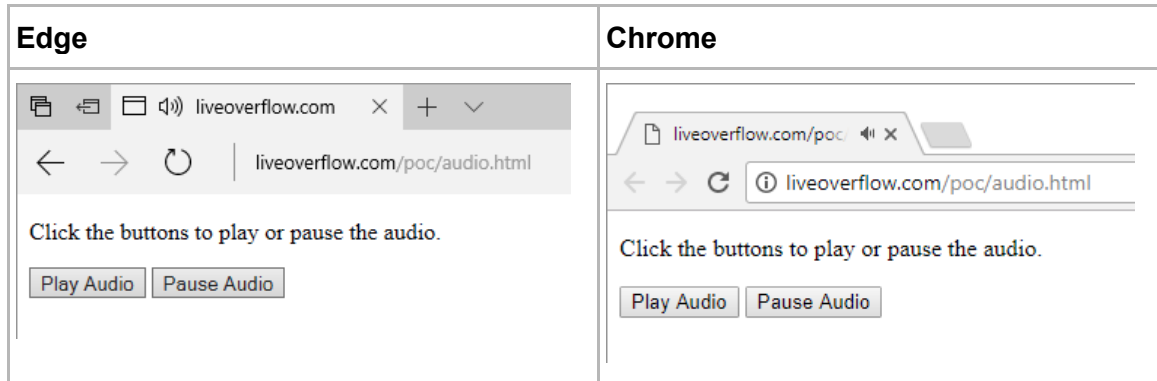 Edge
Chrome
liveoverflow.com
liveoverflow.com/poc/audio.html
Click the buttons to play or pause the audio.
Play Audio Pause Audio
liveoverflow.com/poc/
liveoverflow.com/poc/audio.html
Click the buttons to play or pause the audio.
Play Audio Pause Audio